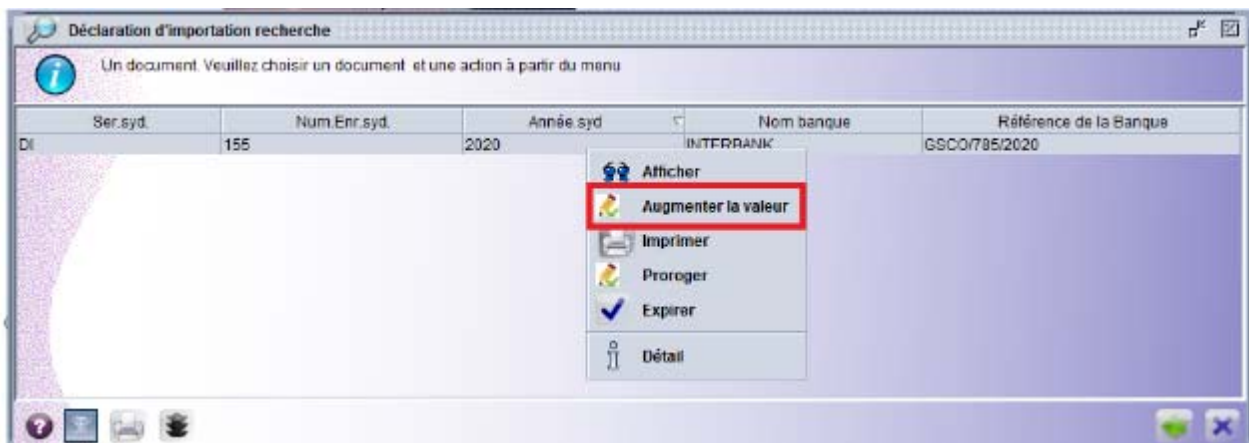 Déclaration d'importation recherche
Un document. Veuillez choisir un document et une action à partir du menu
Ser.syd. Num.Enr.syd. Année.syd Nom banque Référence de la Banque
DI 155 2020 INTERBANK GSCO/785/2020
Afficher
Augmenter la valeur
Imprimer
Proroger
Expirer
Détail